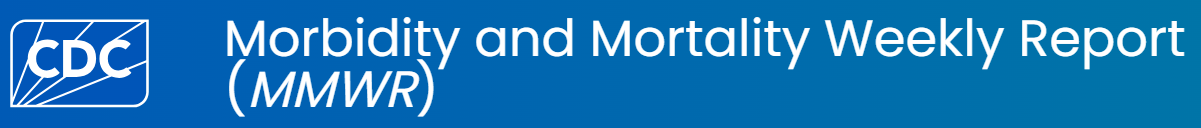 CDC
Morbidity and Mortality Weekly Report
(MMWR)